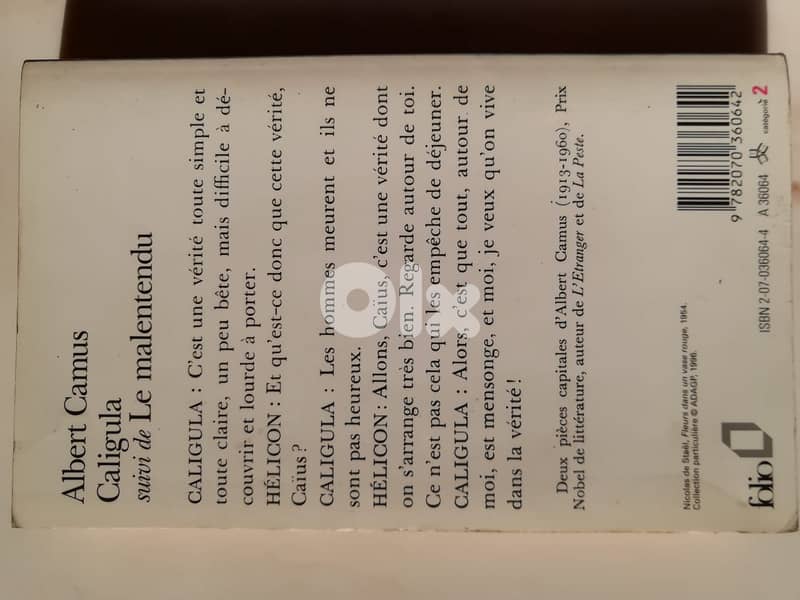 Albert Camus
Caligula
suivi de Le malentendu
CALIGULA : C'est une vérité toute simple et
toute claire, un peu bête, mais difficile à dé-
couvrir et lourde à porter.
HÉLICON : Et qu'est-ce donc que cette vérité,
Caïus ?
CALIGULA : Les hommes meurent et ils ne
sont pas heureux.
HÉLICON : Allons, Caïus, c'est une vérité dont
on s'arrange très bien. Regarde autour de toi.
Ce n'est pas cela qui les empêche de déjeuner.
CALIGULA : Alors, c'est que tout, autour de
moi, est mensonge, et moi, je veux qu'on vive
dans la vérité !
Deux pièces capitales d'Albert Camus (1913-1960), Prix
Nobel de littérature, auteur de L'Etranger et de La Peste.
Nicolas de Staël, Fleurs dans un vase rouge, 1954.
Collection particulière © ADAGP, 1996.
folio
9 782070 360642
ISBN 2-07-036064-4 A 36064 catégorie 2
olx